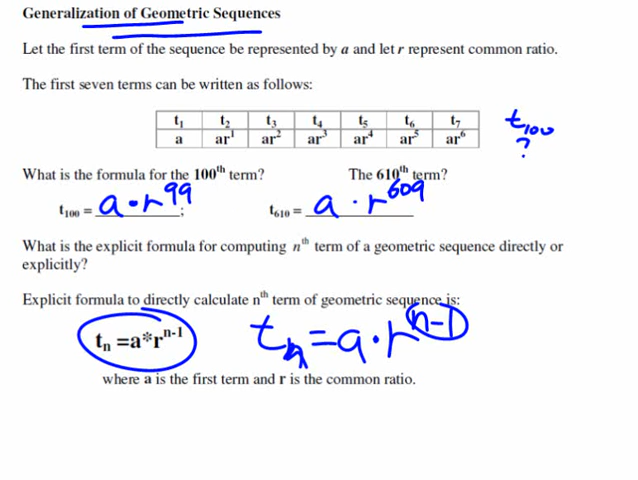 Generalization of Geometric Sequences
Let the first term of the sequence be represented by a and let r represent common ratio.
The first seven terms can be written as follows:
t₁ t₂ t₃ t₄ t₅ t₆ t₇
a ar¹ ar² ar³ ar⁴ ar⁵ ar⁶
t₁₀₀
?
What is the formula for the 100th term? The 610th term?
t₁₀₀ = a·r⁹⁹; t₆₁₀ = a·r⁶⁰⁹
What is the explicit formula for computing nth term of a geometric sequence directly or
explicitly?
Explicit formula to directly calculate nth term of geometric sequence is:
tₙ =a*rⁿ⁻¹ tₙ=a·rⁿ⁻¹
where a is the first term and r is the common ratio.